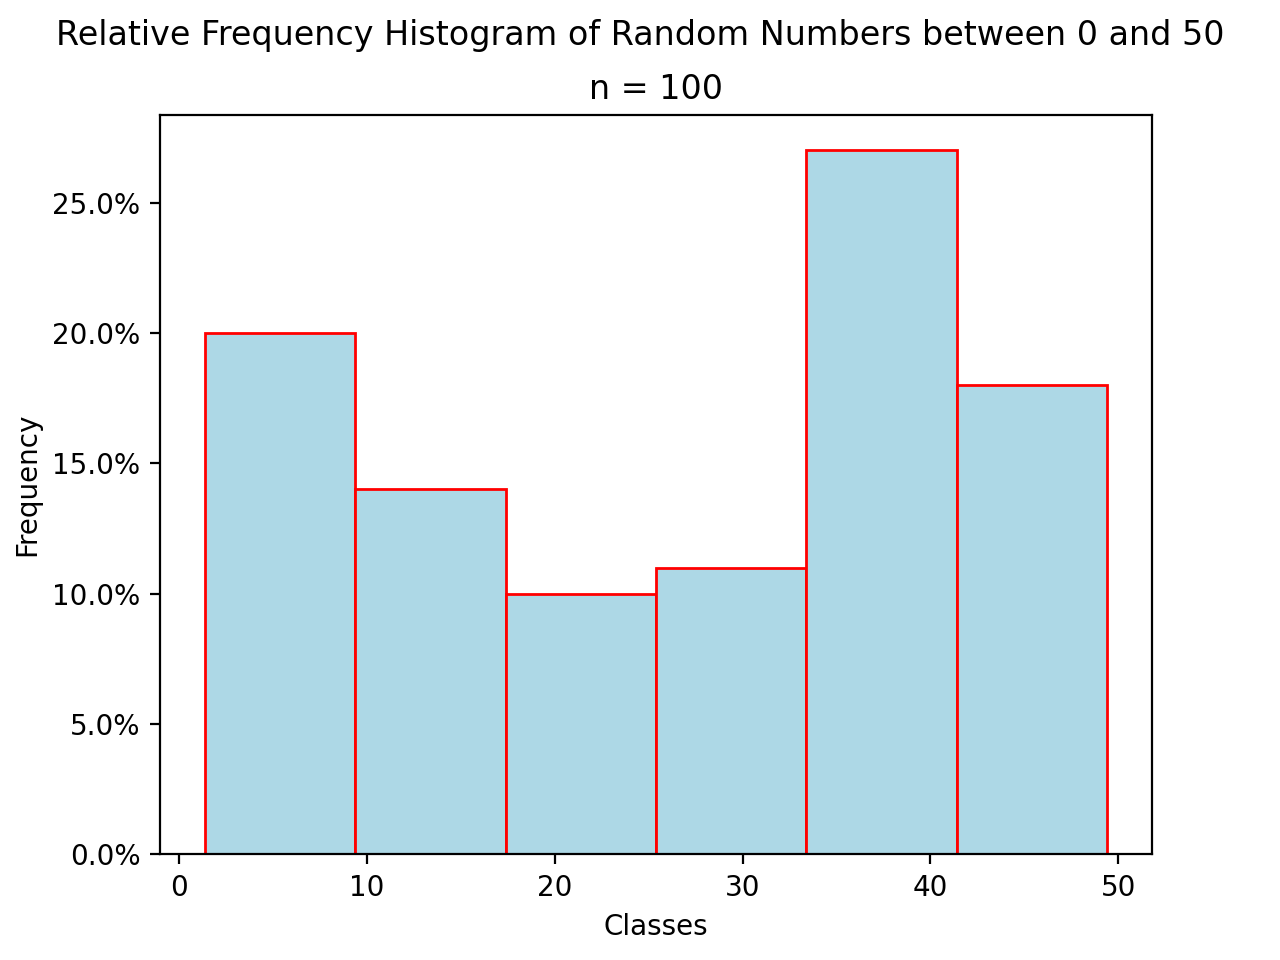 Relative Frequency Histogram of Random Numbers between 0 and 50
n = 100
25.0%
20.0%
15.0%
10.0%
5.0%
0.0%
Frequency
0 10 20 30 40 50
Classes